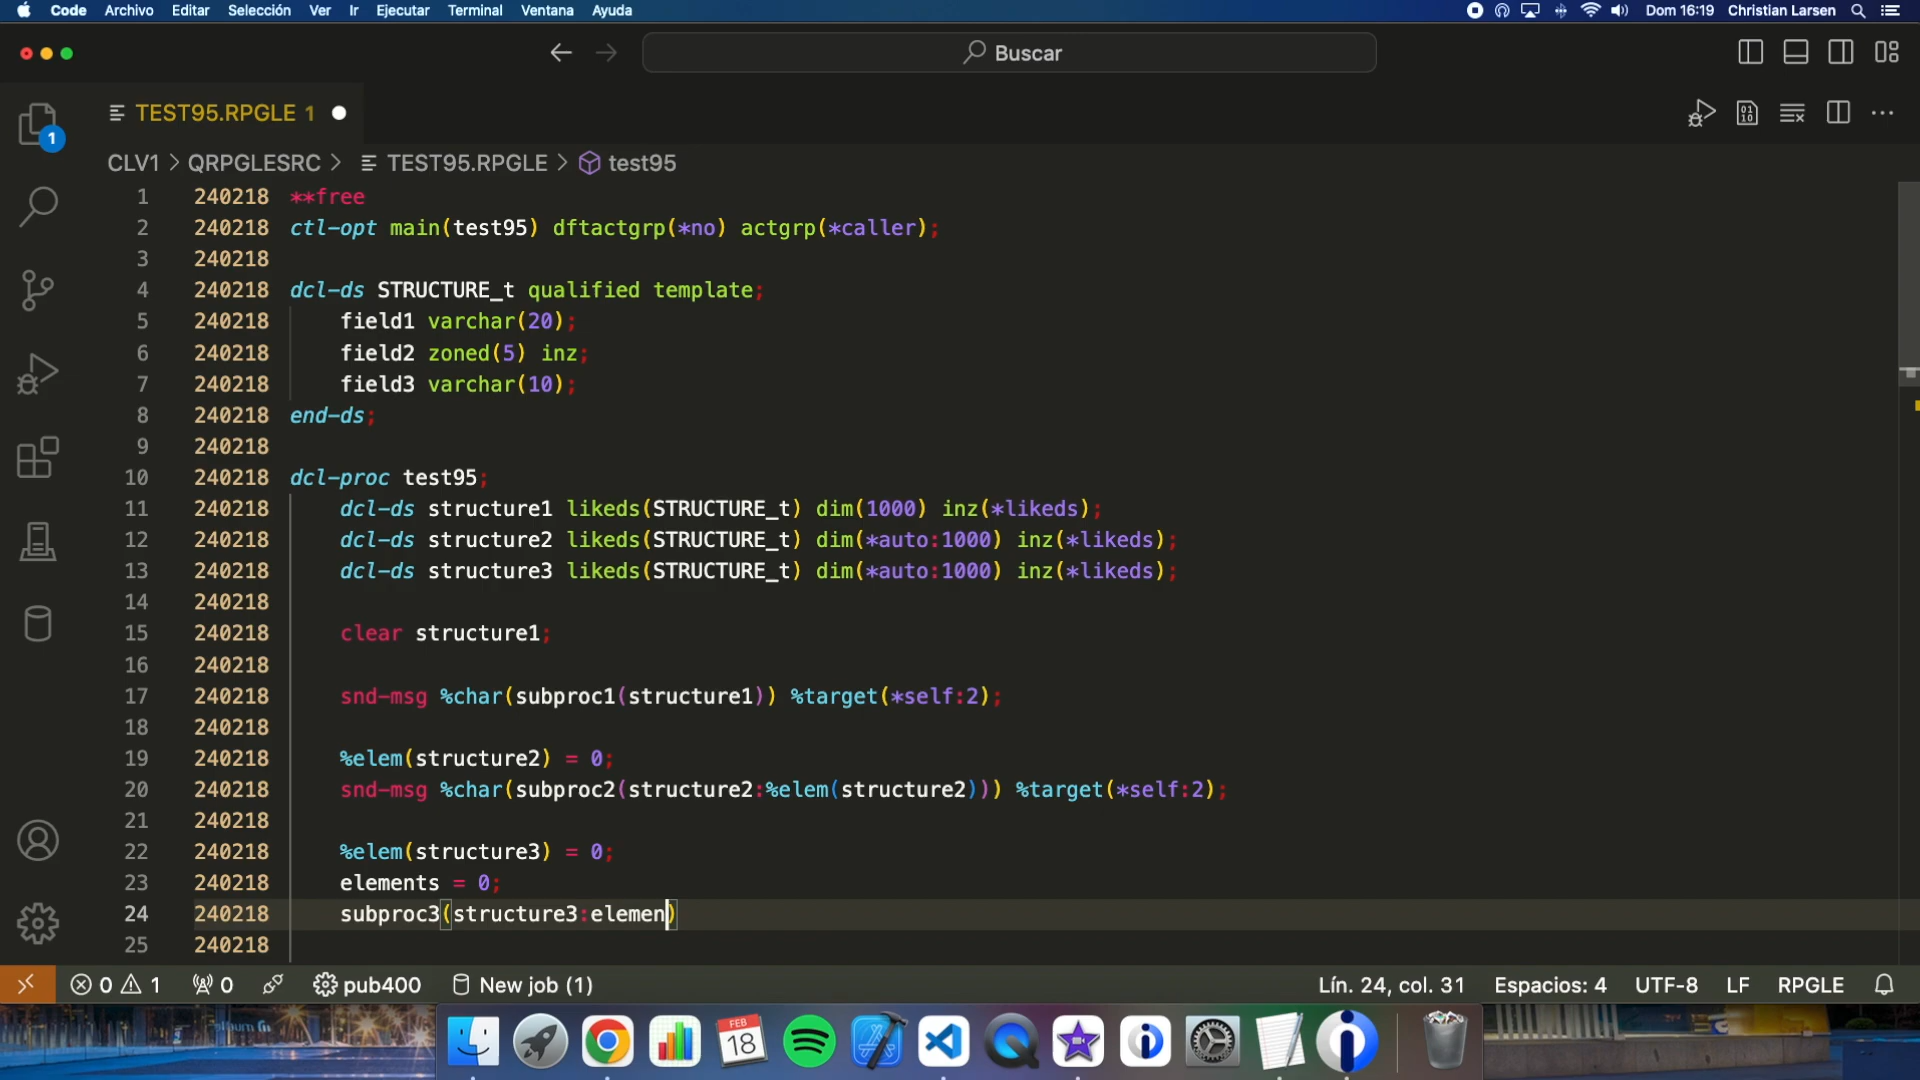 Code Archivo Editar Selección Ver Ir Ejecutar Terminal Ventana Ayuda Dom 16:19 Christian Larsen
Buscar
TEST95.RPGLE 1
1
CLV1 > QRPGLESRC > TEST95.RPGLE > test95
1 240218 **free
2 240218 ctl-opt main(test95) dftactgrp(*no) actgrp(*caller);
3 240218
4 240218 dcl-ds STRUCTURE_t qualified template;
5 240218 field1 varchar(20);
6 240218 field2 zoned(5) inz;
7 240218 field3 varchar(10);
8 240218 end-ds;
9 240218
10 240218 dcl-proc test95;
11 240218 dcl-ds structure1 likeds(STRUCTURE_t) dim(1000) inz(*likeds);
12 240218 dcl-ds structure2 likeds(STRUCTURE_t) dim(*auto:1000) inz(*likeds);
13 240218 dcl-ds structure3 likeds(STRUCTURE_t) dim(*auto:1000) inz(*likeds);
14 240218
15 240218 clear structure1;
16 240218
17 240218 snd-msg %char(subproc1(structure1)) %target(*self:2);
18 240218
19 240218 %elem(structure2) = 0;
20 240218 snd-msg %char(subproc2(structure2:%elem(structure2))) %target(*self:2);
21 240218
22 240218 %elem(structure3) = 0;
23 240218 elements = 0;
24 240218 subproc3(structure3:elemen)
25 240218
0 1 0 pub400 New job (1) Lín. 24, col. 31 Espacios: 4 UTF-8 LF RPGLE
FEB
18